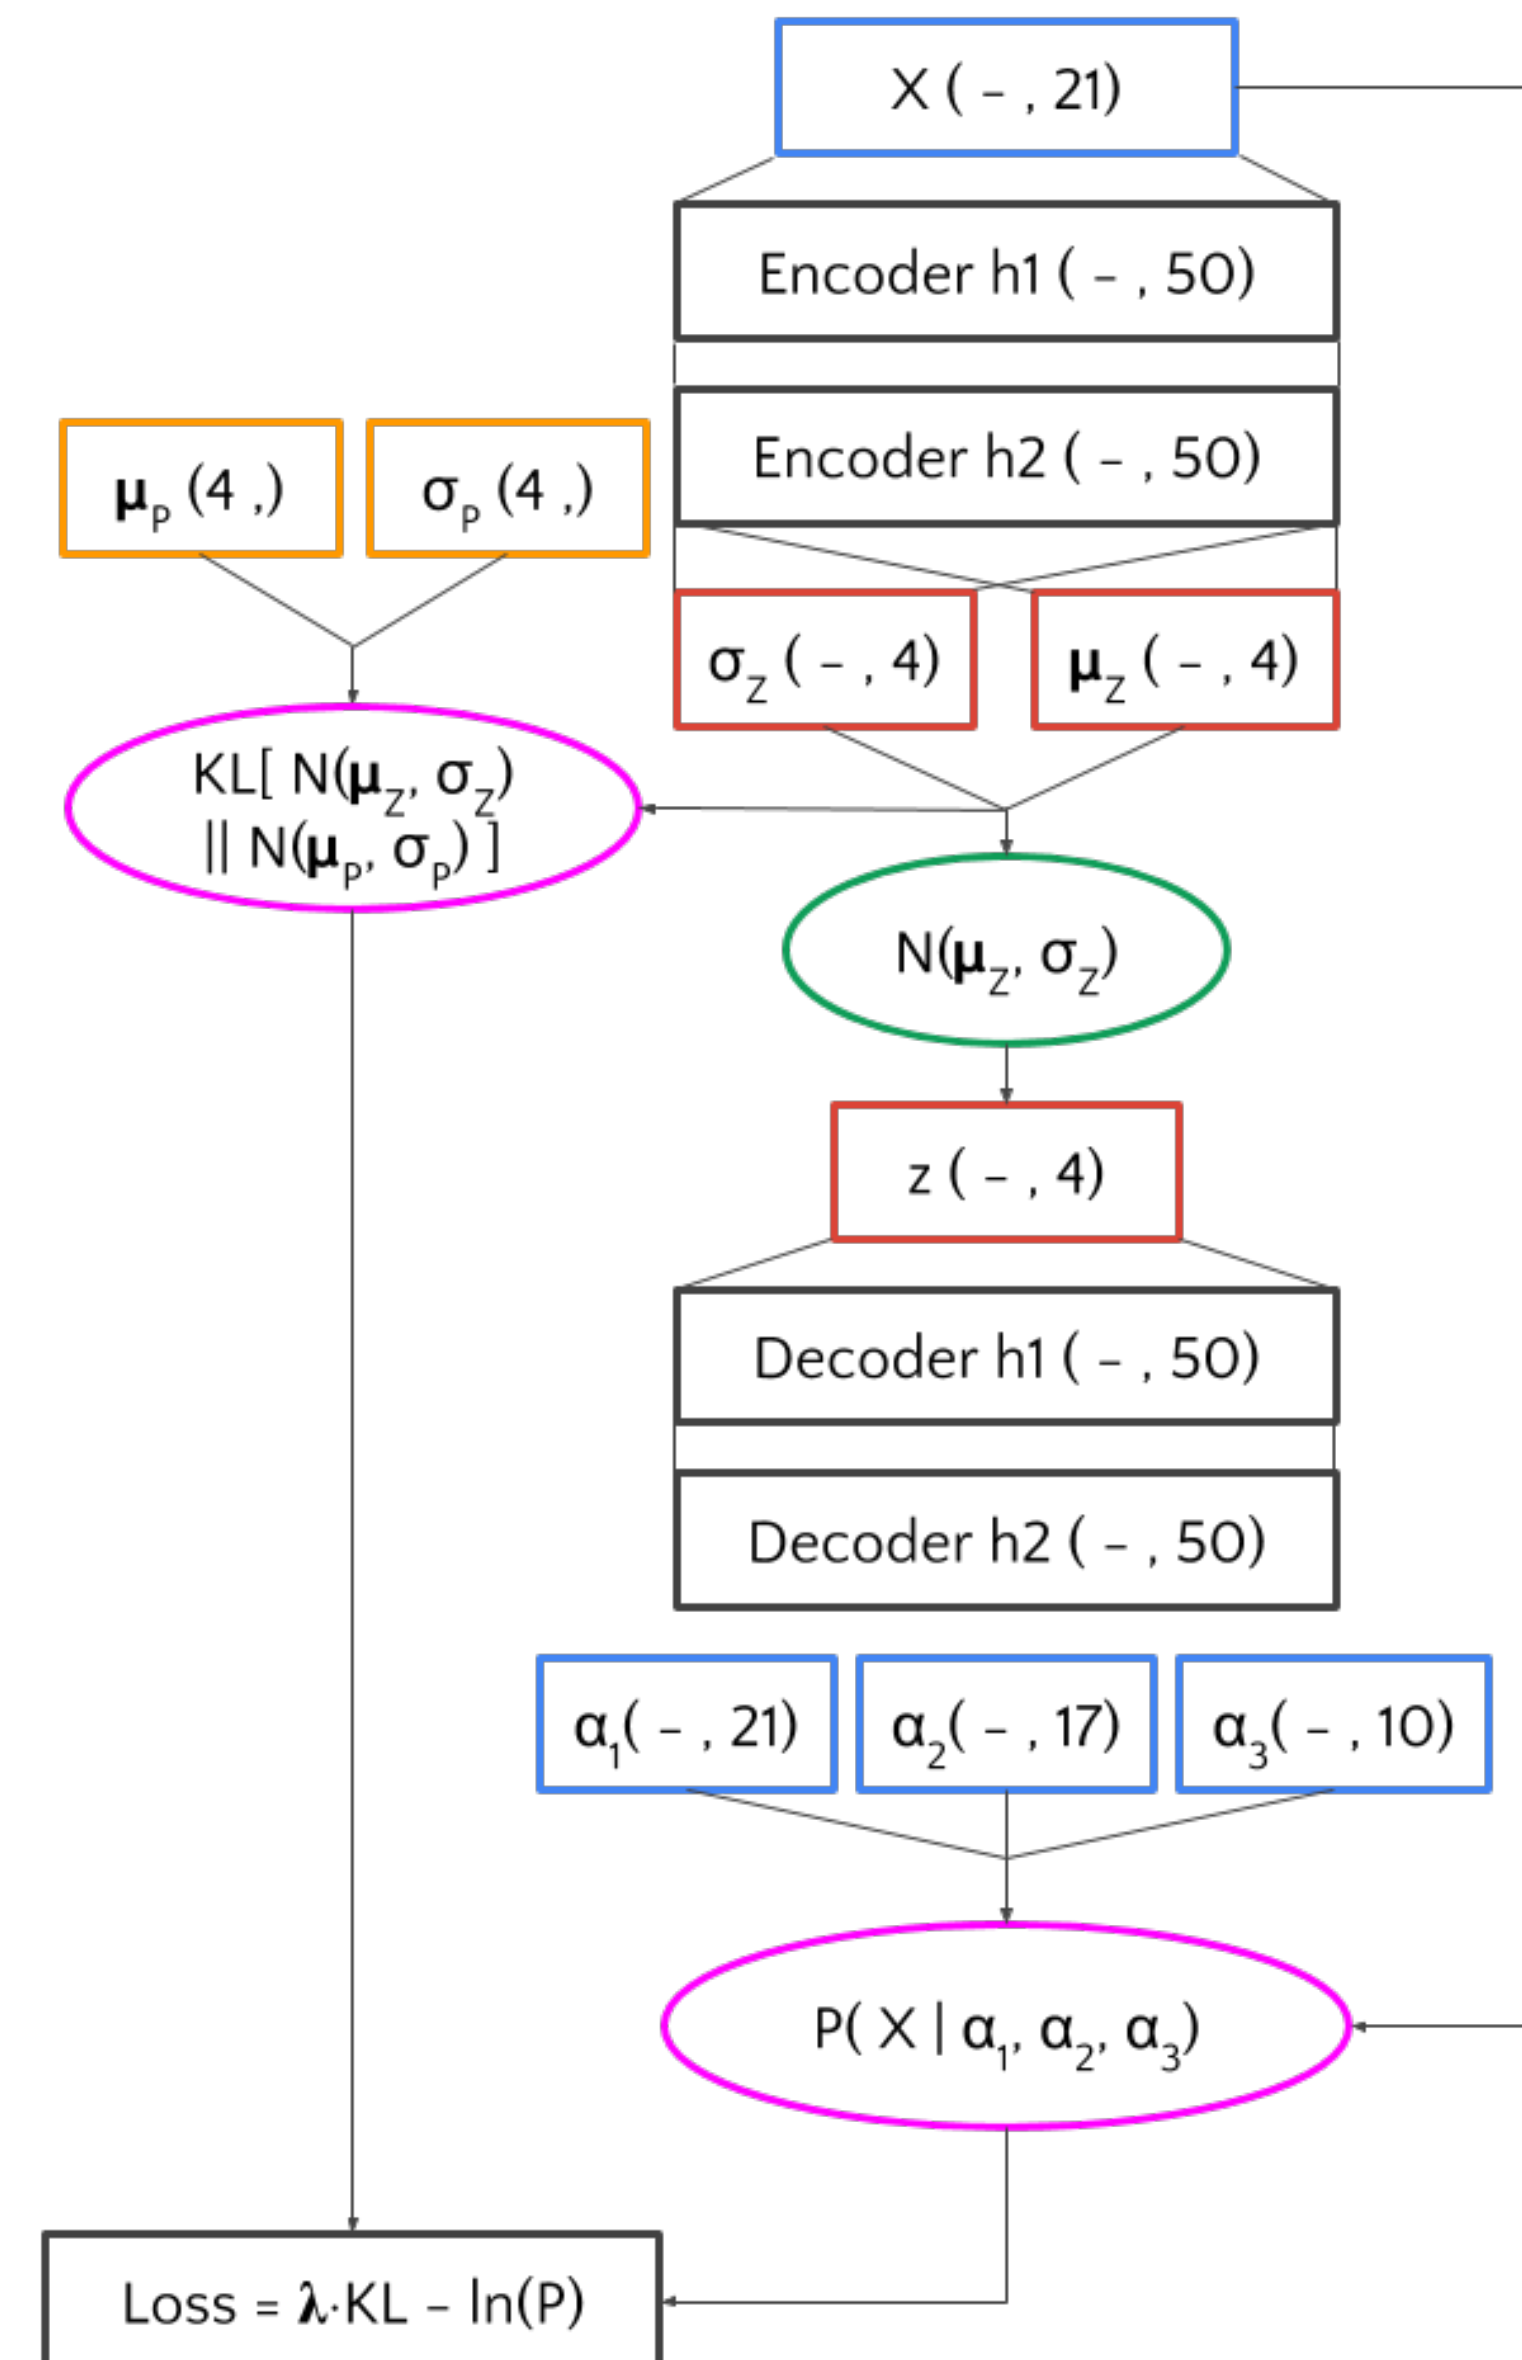 X ( – , 21)
Encoder h1 ( – , 50)
Encoder h2 ( – , 50)
μP (4 ,)
σP (4 ,)
σZ ( – , 4)
μZ ( – , 4)
KL[ N(μZ, σZ)
|| N(μP, σP) ]
N(μZ, σZ)
z ( – , 4)
Decoder h1 ( – , 50)
Decoder h2 ( – , 50)
α1( – , 21)
α2( – , 17)
α3( – , 10)
P( X | α1, α2, α3)
Loss = λ·KL – ln(P)